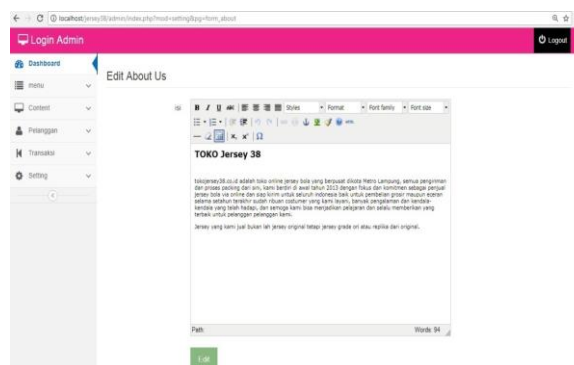 localhost/jersey38/admin/index.php?mod=setting&pg=form_about
Login Admin
Logout
Dashboard
menu
Content
Pelanggan
Transaksi
Setting
Edit About Us
isi
B I U ABC Styles Format Font family Font size
TOKO Jersey 38
tokojersey38.co.id adalah toko online jersey bola yang berpusat dikota Metro Lampung, semua pengiriman
dan proses packing dari sini, kami berdiri di awal tahun 2013 dengan fokus dan komitmen sebagai penjual
jersey bola via online dan siap kirim untuk seluruh indonesia baik untuk pembelian grosir maupun eceran
selama setahun terakhir sudah ribuan costumer yang kami layani, banyak pengalaman dan kendala-
kendala yang telah hadapi, dan semoga kami bisa menjadikan pelajaran dan selalu memberikan yang
terbaik untuk pelanggan pelanggan kami.
Jersey yang kami jual bukan lah jersey original tetapi jersey grade ori atau replika dari original.
Path:
Words: 94
Edit